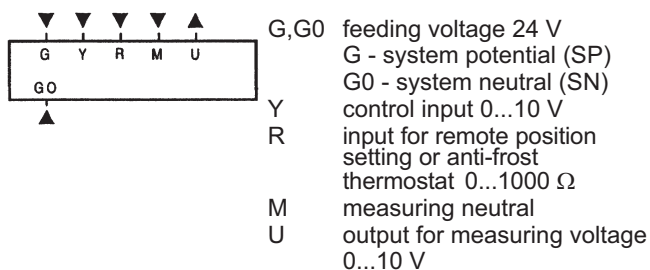 G Y R M U
GO
G,G0 feeding voltage 24 V
G - system potential (SP)
G0 - system neutral (SN)
Y control input 0...10 V
R input for remote position
setting or anti-frost
thermostat 0...1000 Ω
M measuring neutral
U output for measuring voltage
0...10 V